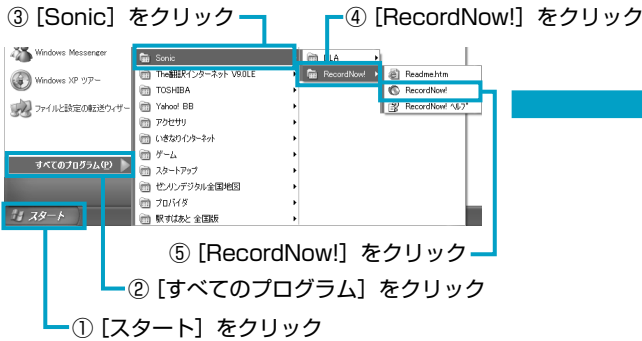 ③［Sonic］をクリック
④［RecordNow!］をクリック
Windows Messenger
Windows XP ツアー
ファイルと設定の転送ウィザー
すべてのプログラム(P)
スタート
Sonic
The翻訳インターネット V9.0LE
TOSHIBA
Yahoo! BB
アクセサリ
いきなりインターネット
ゲーム
スタートアップ
ゼンリンデジタル全国地図
プロバイダ
駅すぱあと 全国版
DLA
RecordNow!
Readme.htm
RecordNow!
RecordNow! ヘルプ
⑤［RecordNow!］をクリック
②［すべてのプログラム］をクリック
①［スタート］をクリック